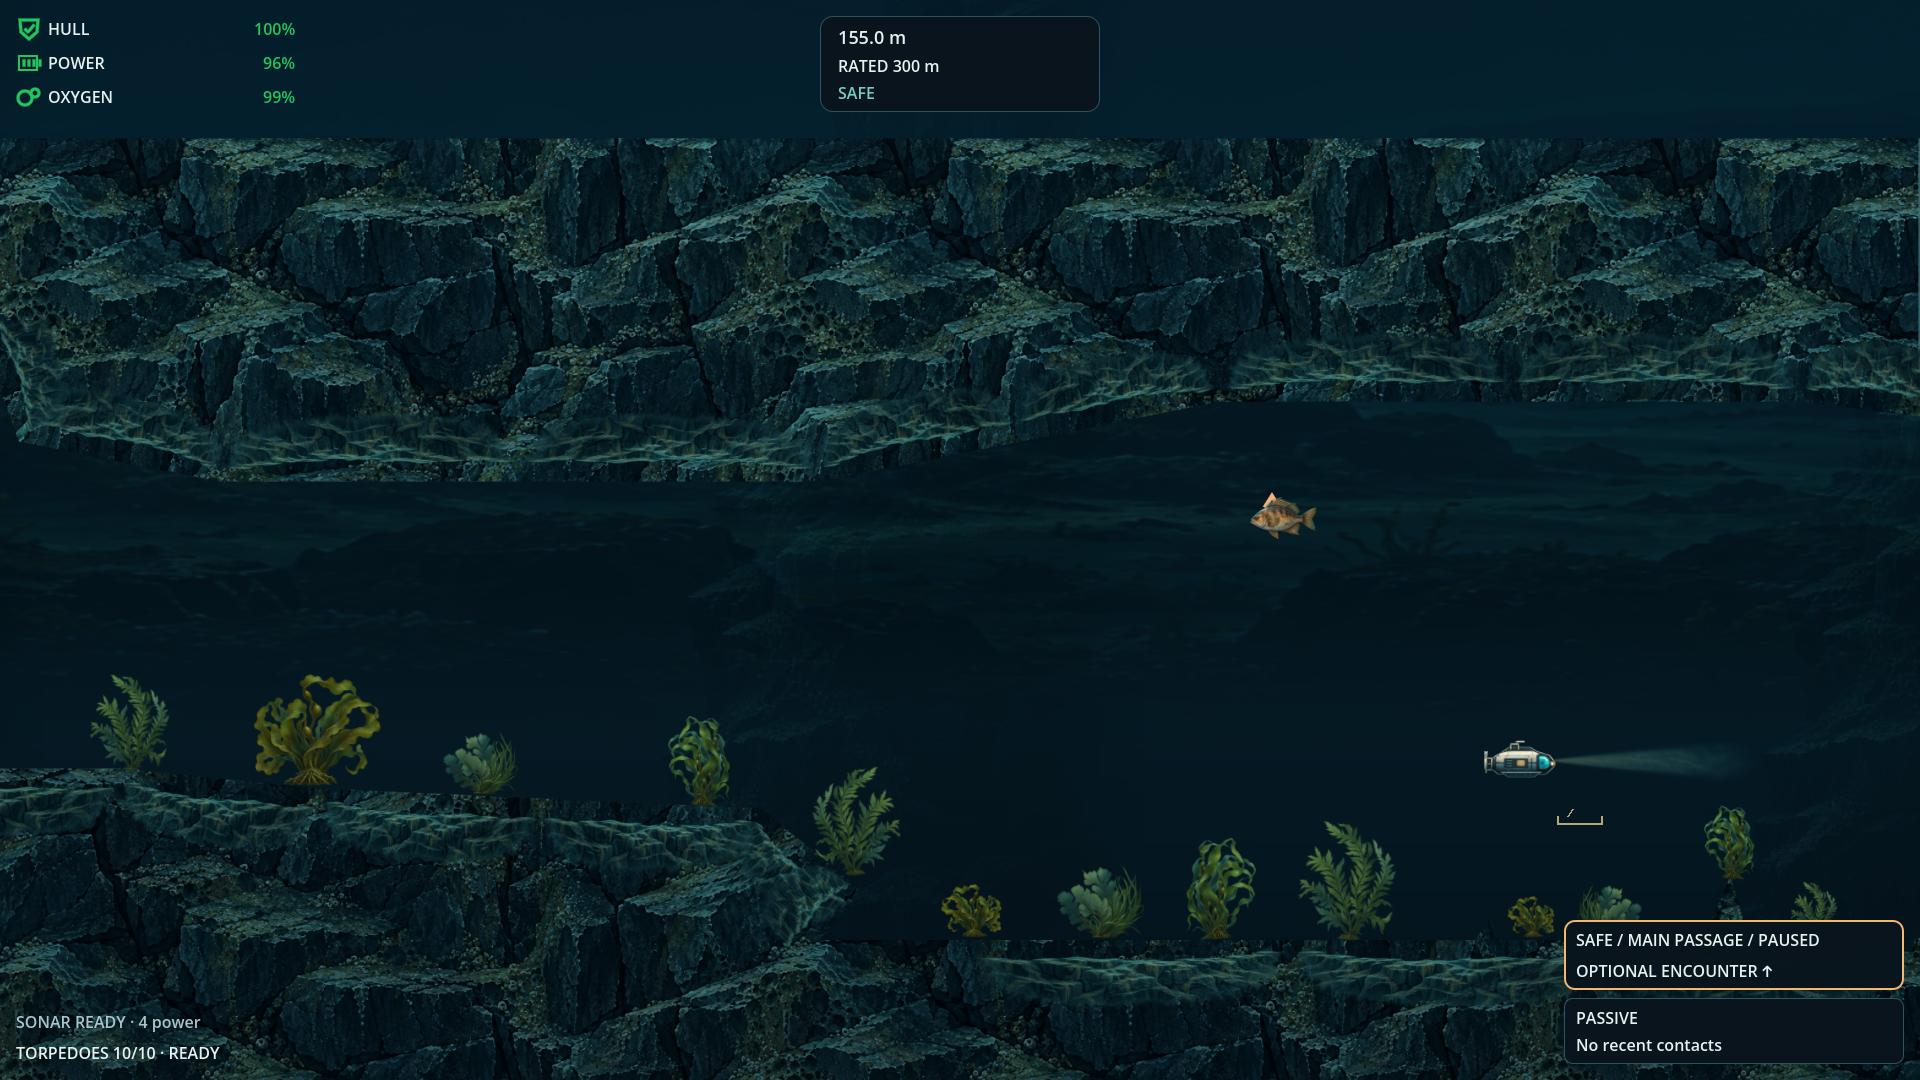 HULL 100%
POWER 96%
OXYGEN 99%
155.0 m
RATED 300 m
SAFE
SAFE / MAIN PASSAGE / PAUSED
OPTIONAL ENCOUNTER ↑
PASSIVE
No recent contacts
SONAR READY · 4 power
TORPEDOES 10/10 · READY